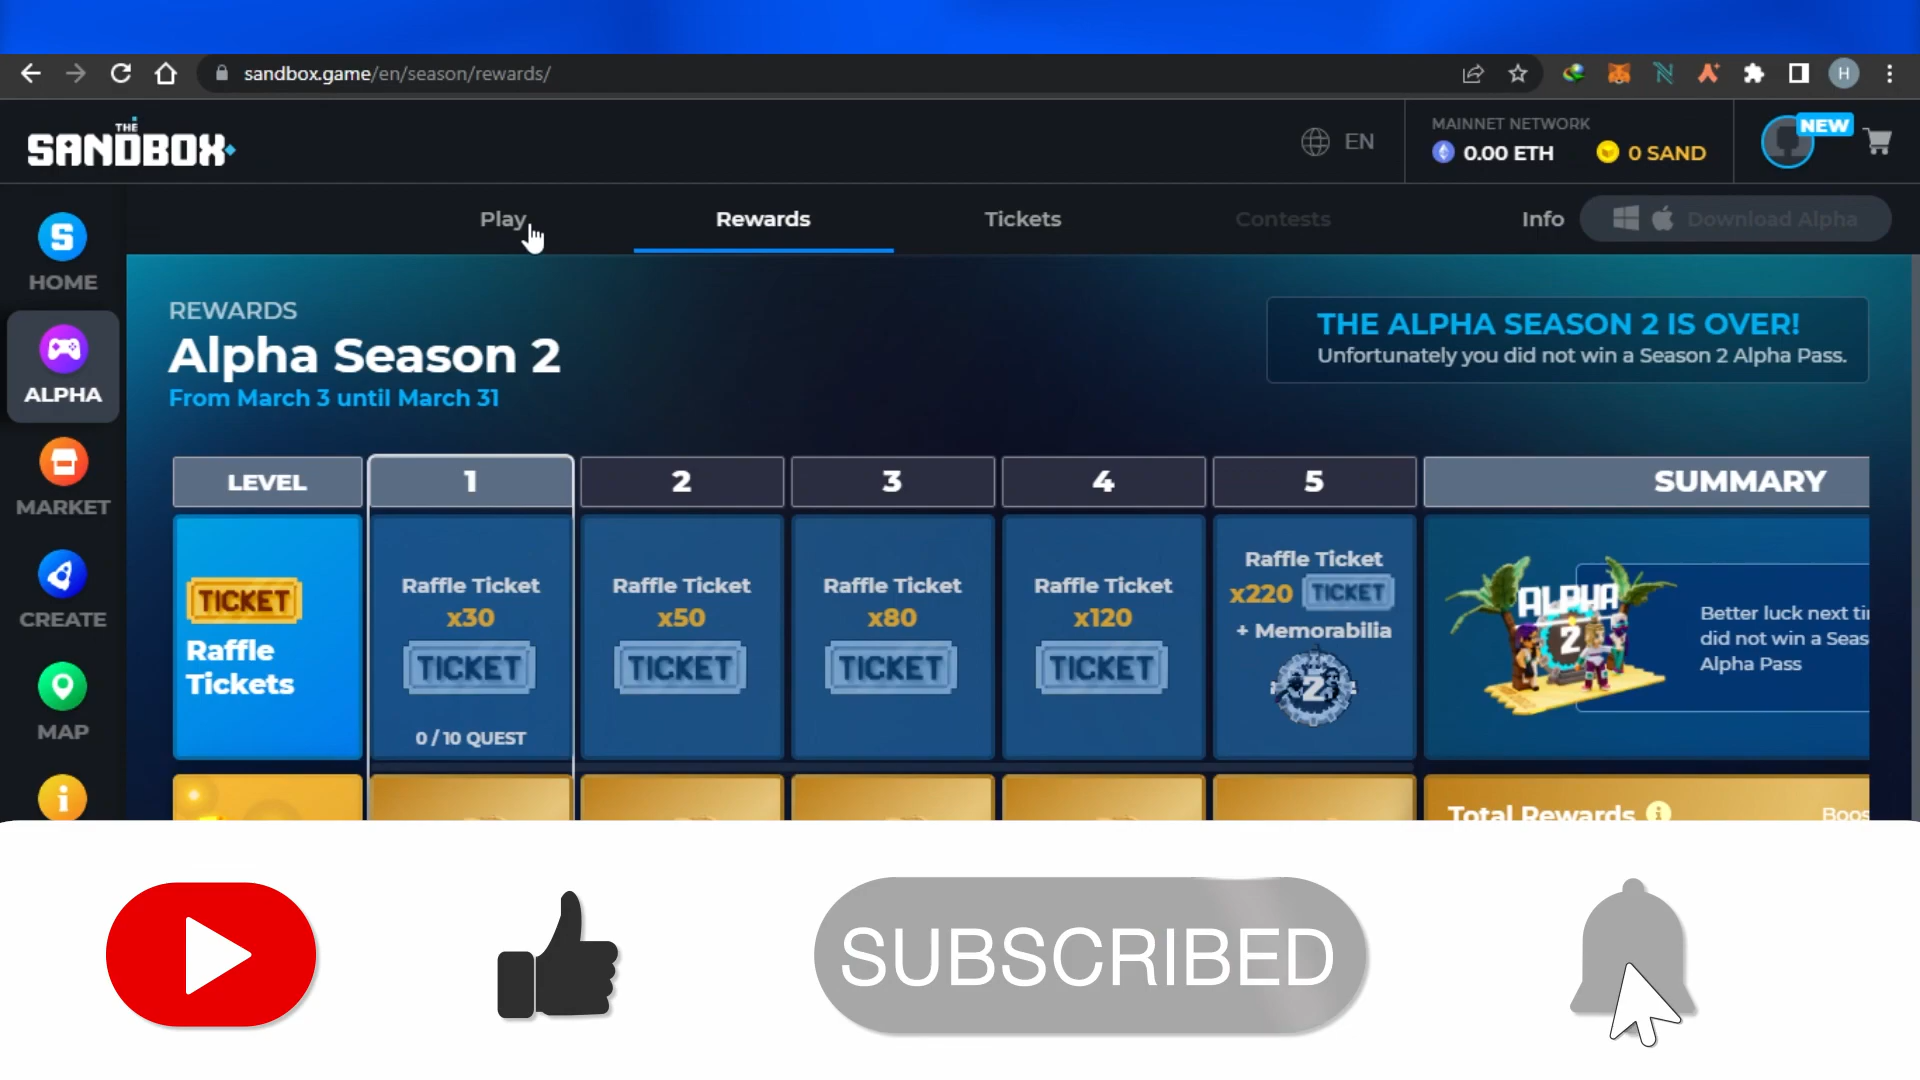 sandbox.game/en/season/rewards/
H
THE
SANDBOX
EN
MAINNET NETWORK
0.00 ETH
0 SAND
NEW
Play
Rewards
Tickets
Contests
Info
Download Alpha
S
HOME
ALPHA
MARKET
CREATE
MAP
i
REWARDS
Alpha Season 2
From March 3 until March 31
THE ALPHA SEASON 2 IS OVER!
Unfortunately you did not win a Season 2 Alpha Pass.
LEVEL
1
2
3
4
5
SUMMARY
TICKET
Raffle
Tickets
Raffle Ticket
x30
TICKET
0 / 10 QUEST
Raffle Ticket
x50
TICKET
Raffle Ticket
x80
TICKET
Raffle Ticket
x120
TICKET
Raffle Ticket
x220 TICKET
+ Memorabilia
2
ALPHA
2
Better luck next
did not win a Seas
Alpha Pass
Total Rewards i
Boos
SUBSCRIBED